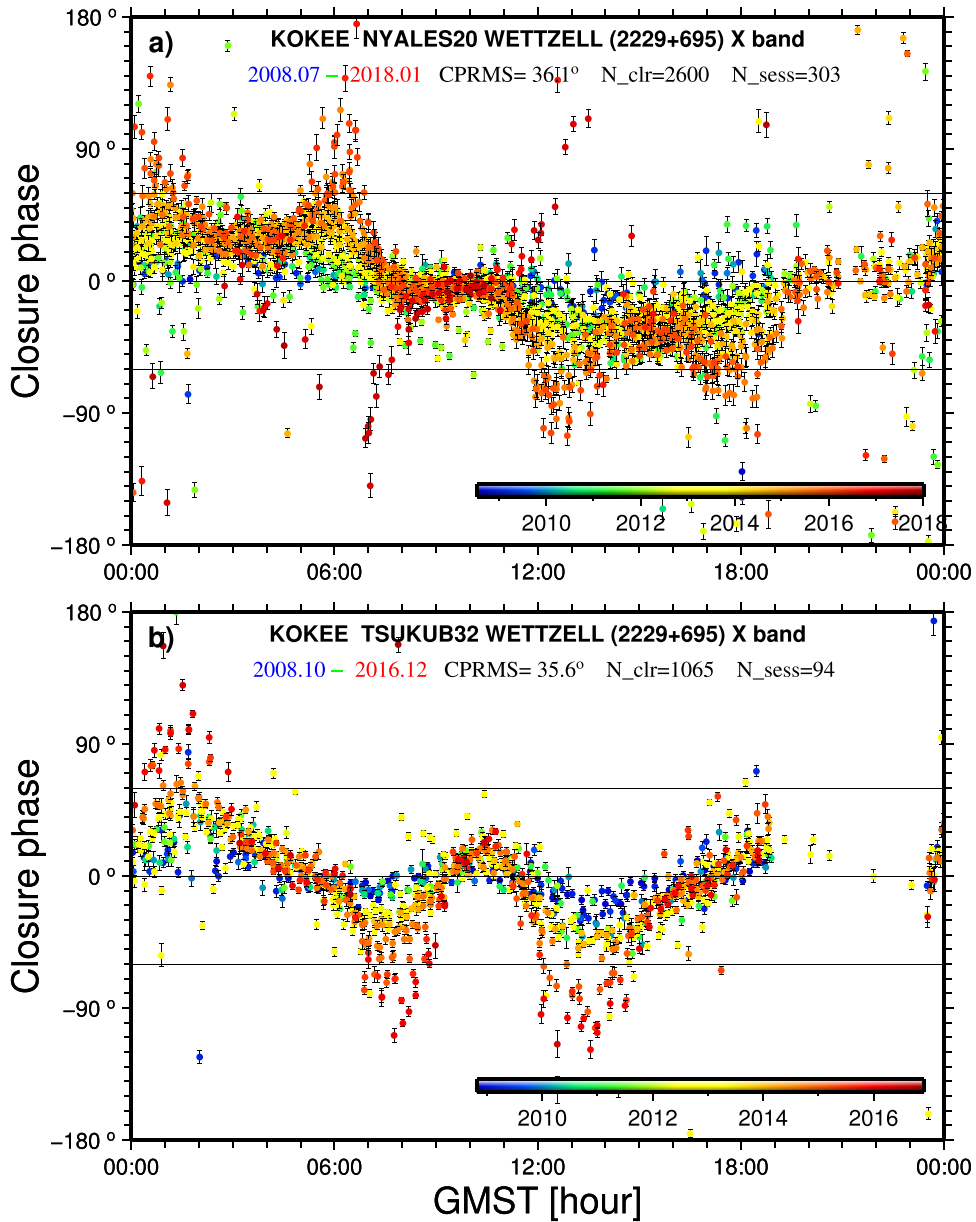 180 º
a)
KOKEE NYALES20 WETTZELL (2229+695) X band
2008.07 – 2018.01 CPRMS= 36.1º N_clr=2600 N_sess=303
90 º
Closure phase
0 º
−90 º
2010 2012 2014 2016 2018
−180 º
00:00 06:00 12:00 18:00 00:00
180 º
b)
KOKEE TSUKUB32 WETTZELL (2229+695) X band
2008.10 – 2016.12 CPRMS= 35.6º N_clr=1065 N_sess=94
90 º
Closure phase
0 º
−90 º
2010 2012 2014 2016
−180 º
00:00 06:00 12:00 18:00 00:00
GMST [hour]